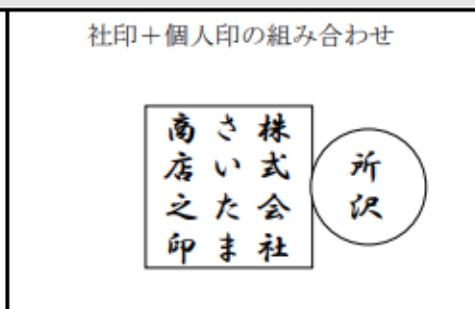 社印＋個人印の組み合わせ
株式会社
さいたま
商店之印
所沢